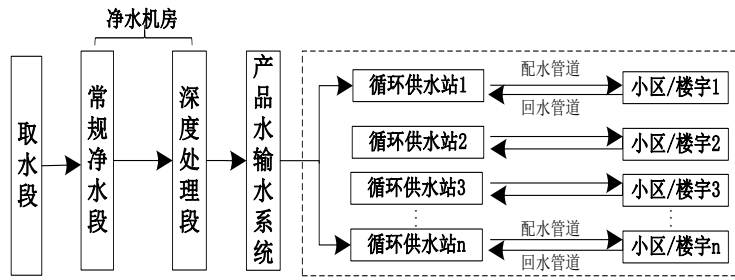 净水机房
取水段
常规净水段
深度处理段
产品水输水系统
循环供水站1
配水管道
回水管道
小区/楼宇1
循环供水站2
小区/楼宇2
循环供水站3
小区/楼宇3
循环供水站n
配水管道
回水管道
小区/楼宇n